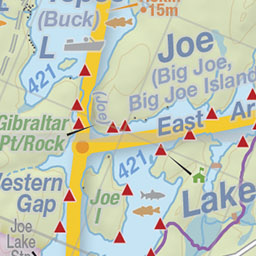 (Buck)
15m
L
421
Joe
(Big Joe,
Big Joe Island
(Joe)
Gibraltar
Pt/Rock
East Ar
421
Western
Gap
Joe
I
Lake
Joe
Lake